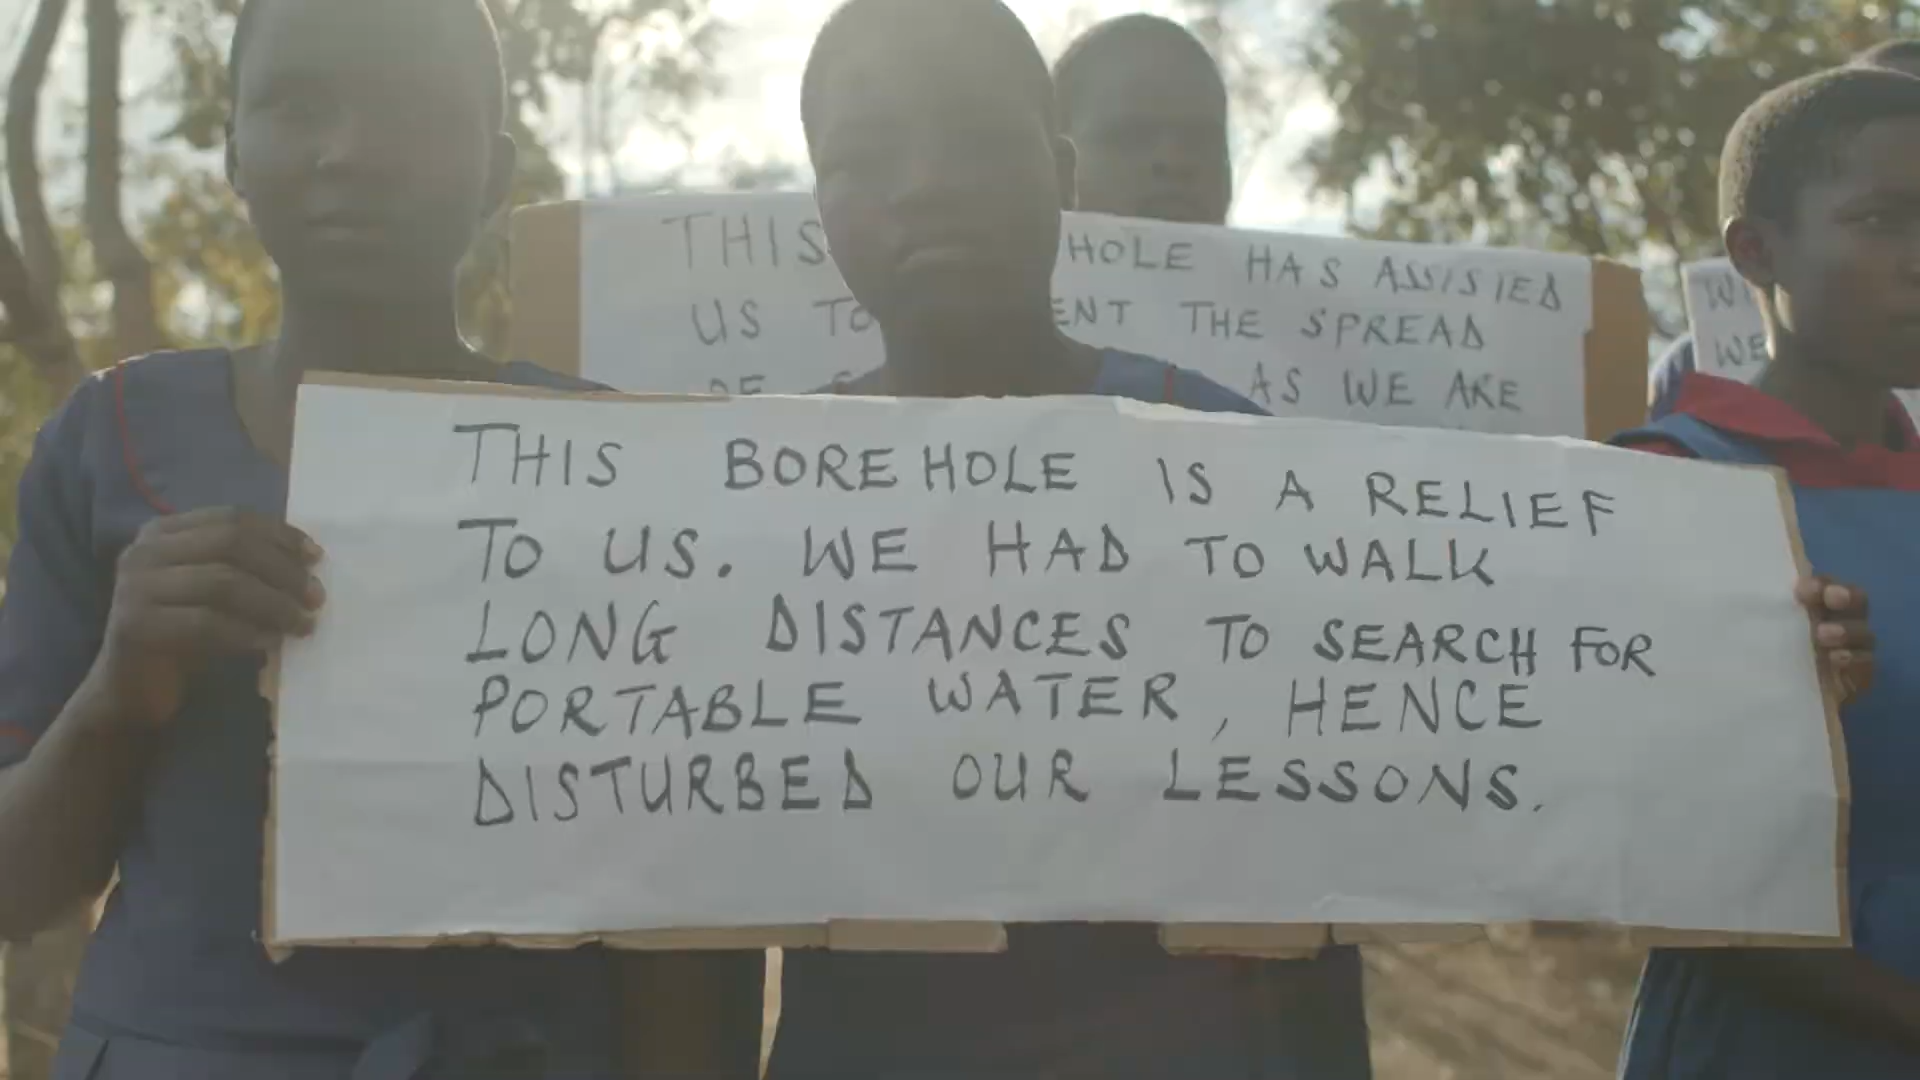 THIS HOLE HAS ASSISTED
US TO THE SPREAD
AS WE ARE
WE
THIS BOREHOLE IS A RELIEF
TO US. WE HAD TO WALK
LONG DISTANCES TO SEARCH FOR
PORTABLE WATER, HENCE
DISTURBED OUR LESSONS.